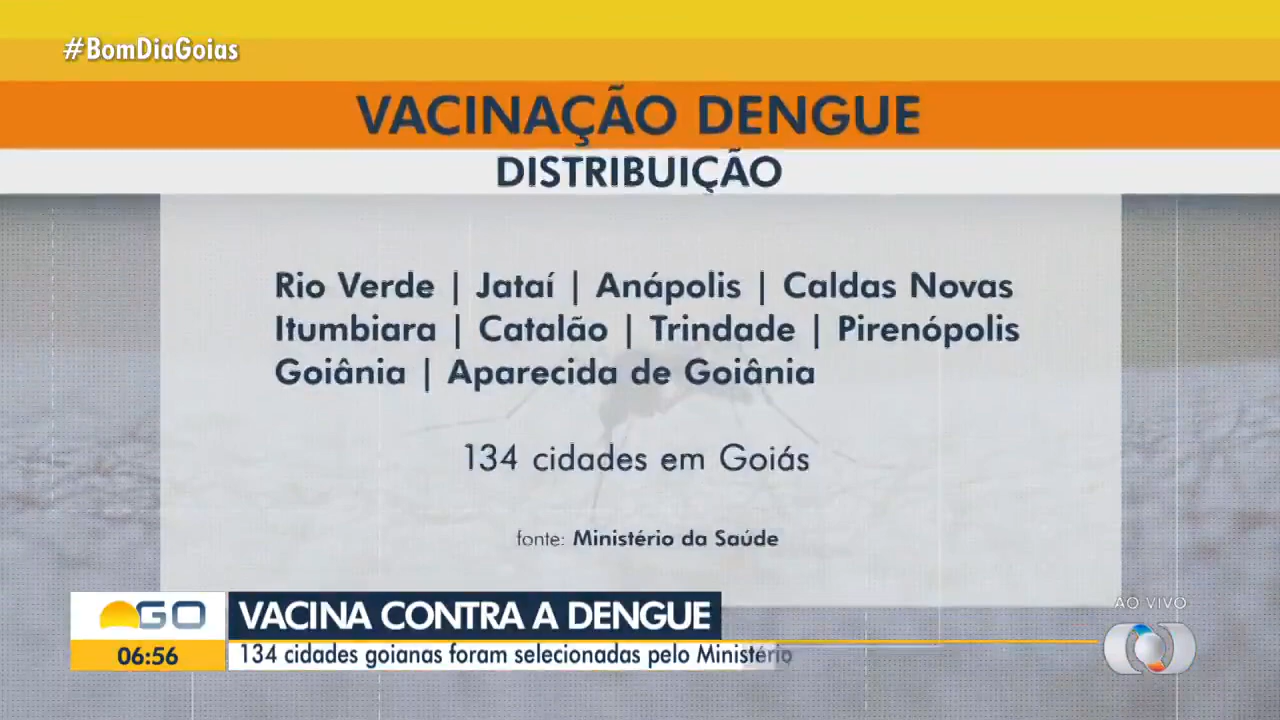 #BomDiaGoias
VACINAÇÃO DENGUE
DISTRIBUIÇÃO
Rio Verde | Jataí | Anápolis | Caldas Novas
Itumbiara | Catalão | Trindade | Pirenópolis
Goiânia | Aparecida de Goiânia
134 cidades em Goiás
fonte: Ministério da Saúde
GO
VACINA CONTRA A DENGUE
AO VIVO
06:56
134 cidades goianas foram selecionadas pelo Ministério